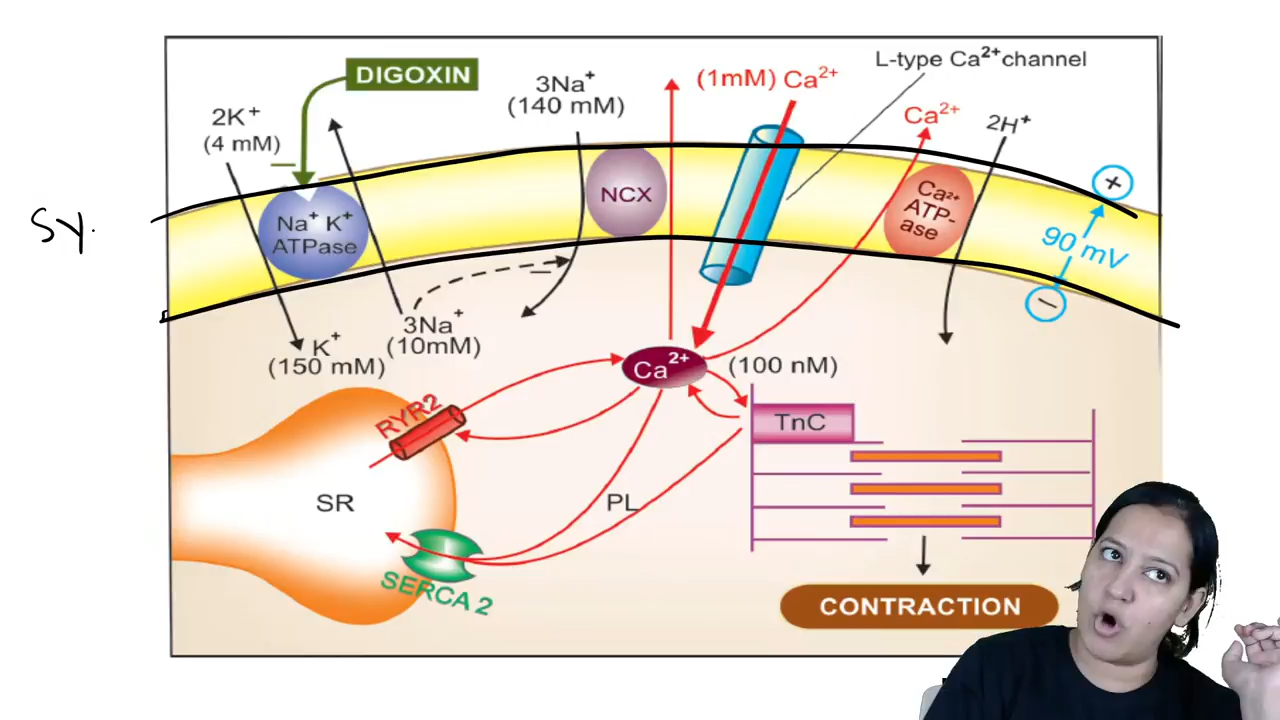 DIGOXIN
2K⁺
(4 mM)
3Na⁺
(140 mM)
(1mM) Ca²⁺
L-type Ca²⁺ channel
Ca²⁺
2H⁺
Sy.
Na⁺ K⁺
ATPase
NCX
Ca²⁺
ATP-
ase
+
90 mV
−
K⁺
(150 mM)
3Na⁺
(10mM)
Ca²⁺
(100 nM)
RYR2
TnC
SR
PL
SERCA 2
CONTRACTION